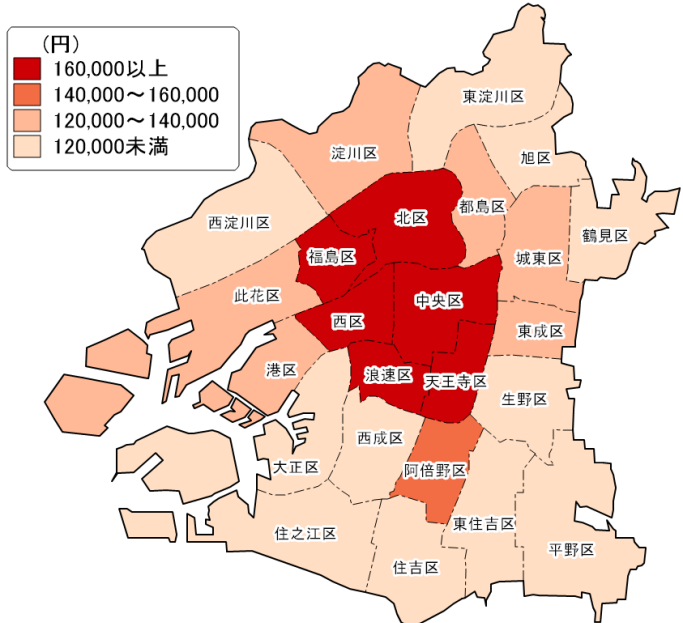 (円)
160,000以上
140,000～160,000
120,000～140,000
120,000未満
東淀川区
淀川区
旭区
都島区
北区
西淀川区
鶴見区
福島区
城東区
此花区
中央区
西区
東成区
港区
浪速区
天王寺区
生野区
西成区
大正区
阿倍野区
東住吉区
住之江区
平野区
住吉区